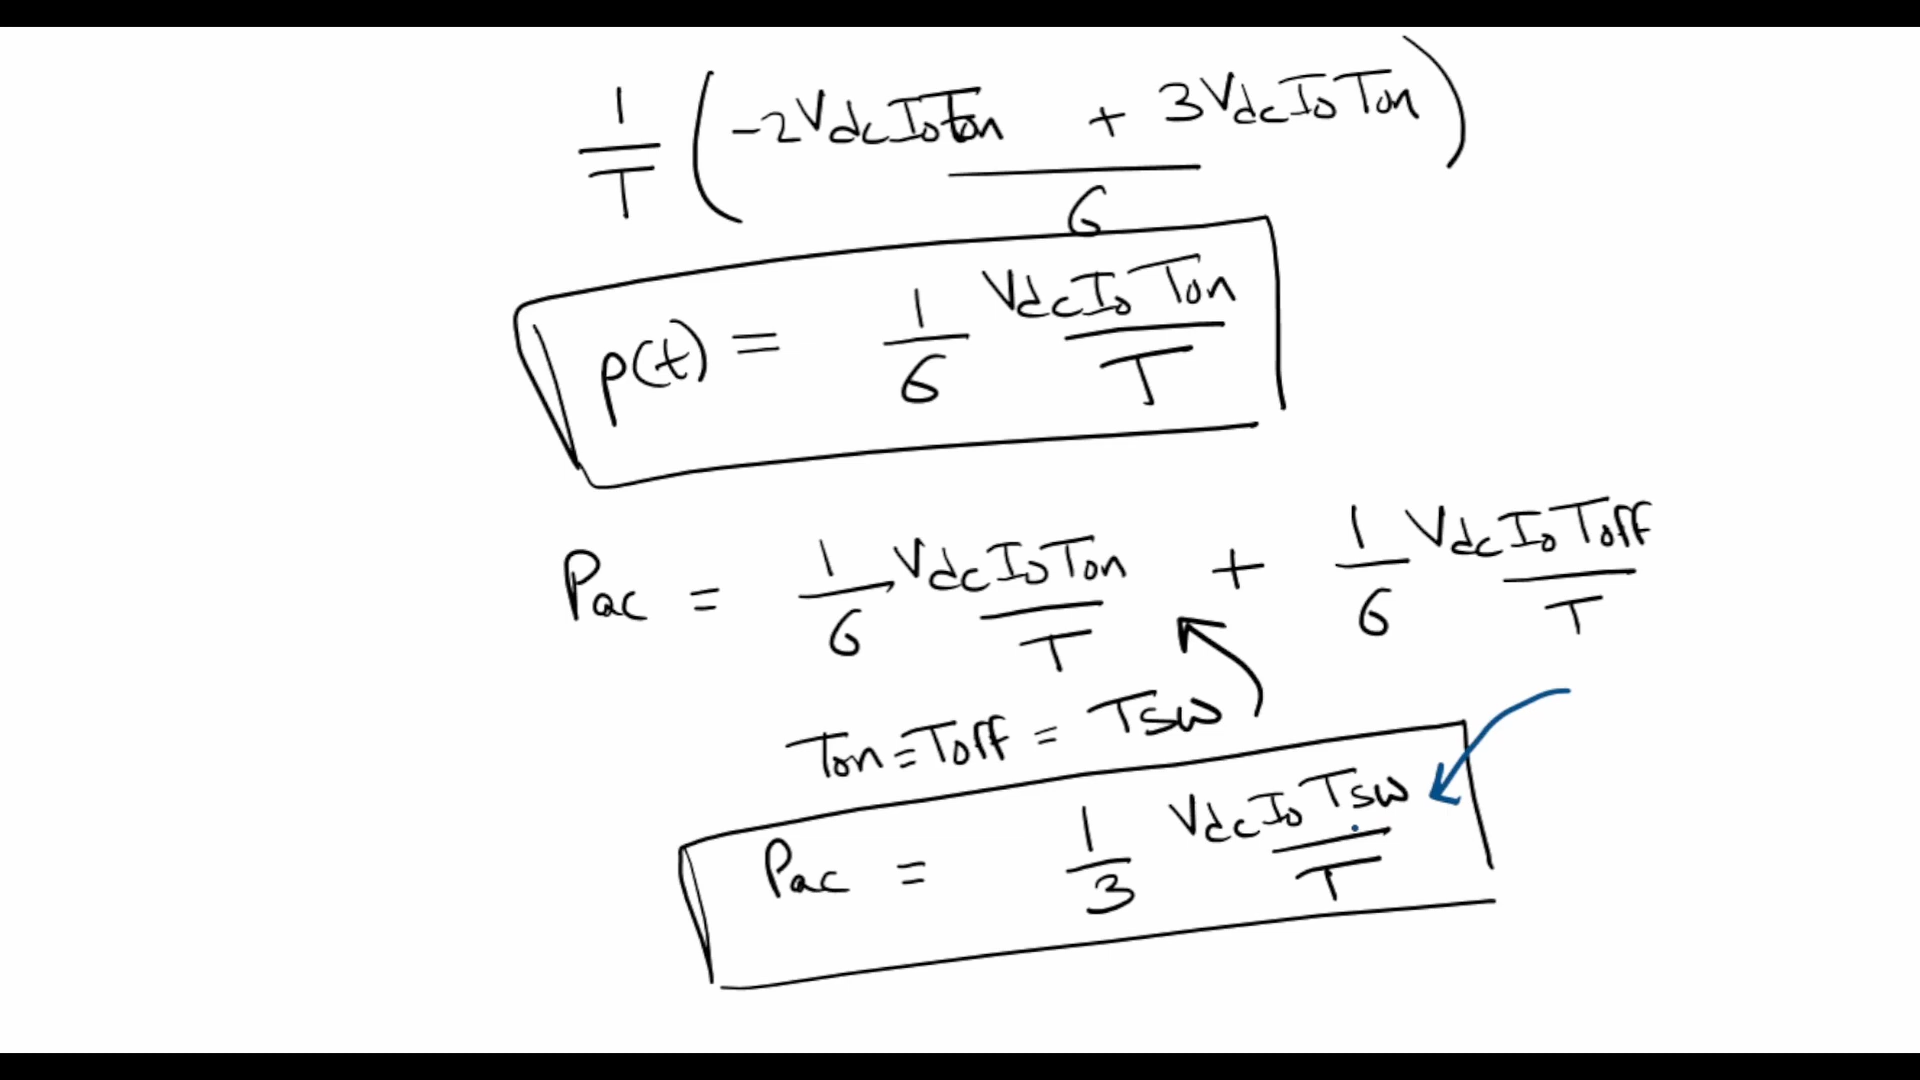 1/T ( (-2VdcIoTon + 3VdcIoTon) / 6 )
p(t) = 1/6 VdcIoTon/T
Pac = 1/6 VdcIoTon/T + 1/6 VdcIoToff/T
Ton = Toff = Tsw
Pac = 1/3 VdcIoTsw/T